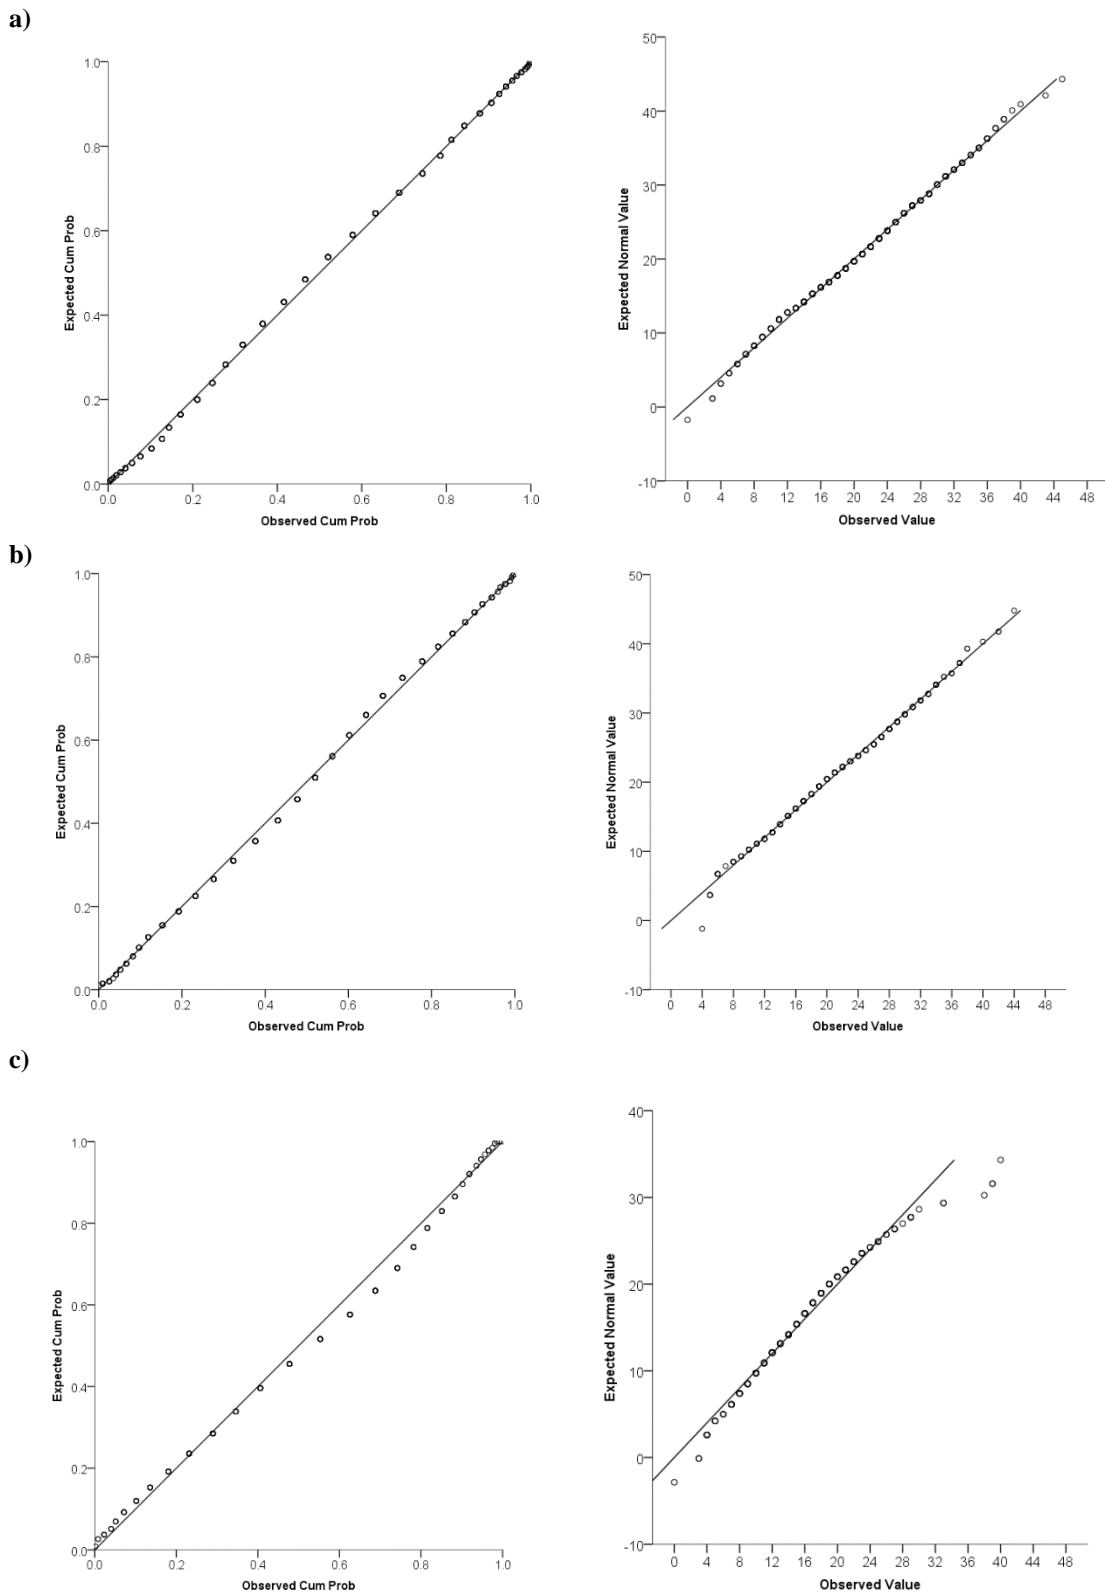 a)
1.0
0.8
0.6
0.4
0.2
0.0
Expected Cum Prob
0.0 0.2 0.4 0.6 0.8 1.0
Observed Cum Prob
50
40
30
20
10
0
-10
Expected Normal Value
0 4 8 12 16 20 24 28 32 36 40 44 48
Observed Value
b)
1.0
0.8
0.6
0.4
0.2
0.0
Expected Cum Prob
0.0 0.2 0.4 0.6 0.8 1.0
Observed Cum Prob
50
40
30
20
10
0
-10
Expected Normal Value
0 4 8 12 16 20 24 28 32 36 40 44 48
Observed Value
c)
1.0
0.8
0.6
0.4
0.2
0.0
Expected Cum Prob
0.0 0.2 0.4 0.6 0.8 1.0
Observed Cum Prob
40
30
20
10
0
-10
Expected Normal Value
0 4 8 12 16 20 24 28 32 36 40 44 48
Observed Value